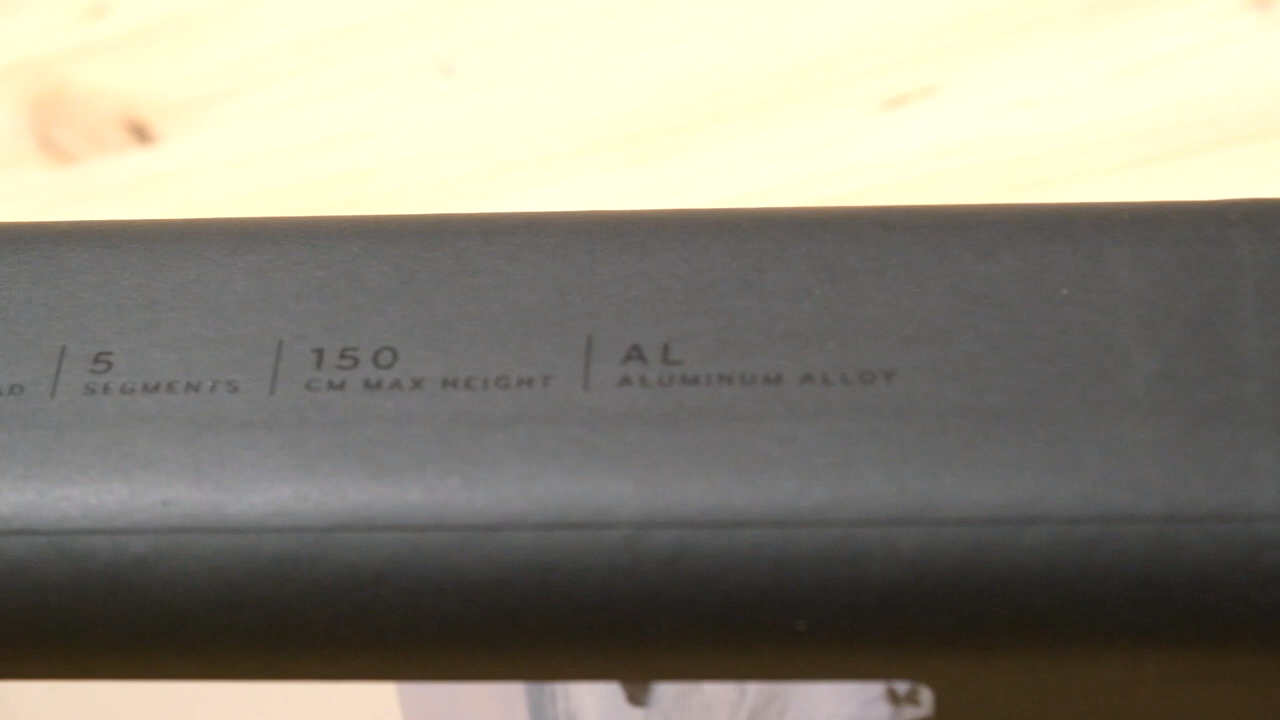 5
SEGMENTS
150
CM MAX HEIGHT
AL
ALUMINUM ALLOY